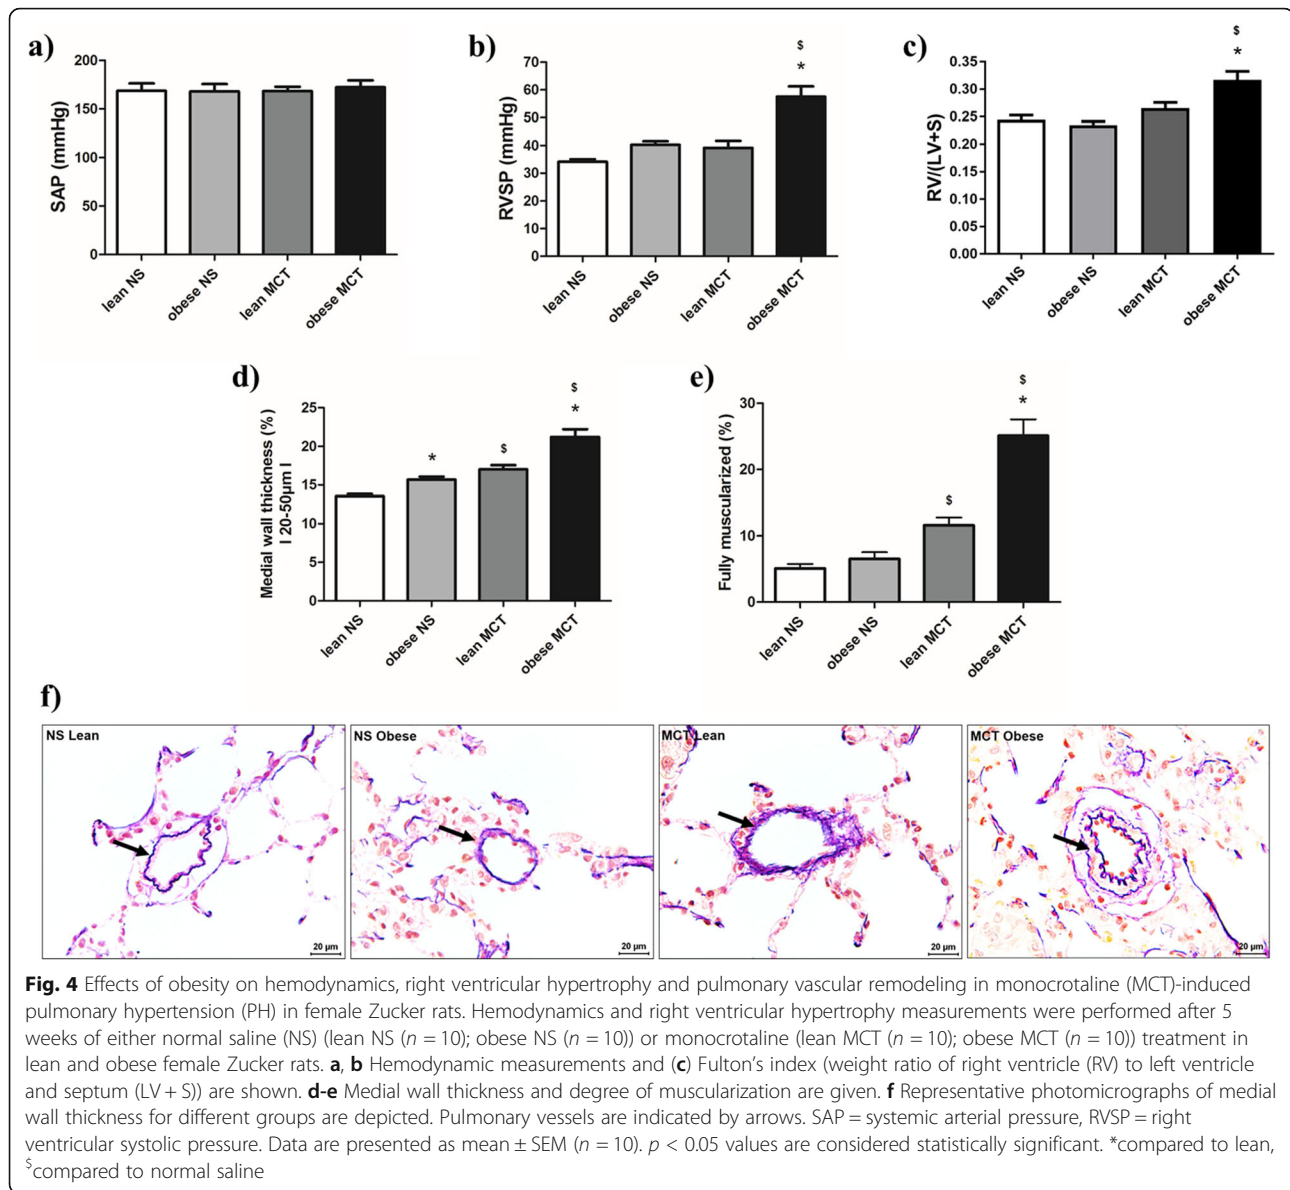 a)
SAP (mmHg)
200
150
100
50
0
lean NS
obese NS
lean MCT
obese MCT
b)
RVSP (mmHg)
70
60
50
40
30
20
10
0
$
*
lean NS
obese NS
lean MCT
obese MCT
c)
RV/(LV+S)
0.35
0.30
0.25
0.20
0.15
0.10
0.05
0.00
$
*
lean NS
obese NS
lean MCT
obese MCT
d)
Medial wall thickness (%)
I 20-50µm I
25
20
15
10
5
0
*
$
$
*
lean NS
obese NS
lean MCT
obese MCT
e)
Fully muscularized (%)
30
20
10
0
$
$
*
lean NS
obese NS
lean MCT
obese MCT
f)
NS Lean
20 µm
NS Obese
20 µm
MCT Lean
20 µm
MCT Obese
20 µm
Fig. 4 Effects of obesity on hemodynamics, right ventricular hypertrophy and pulmonary vascular remodeling in monocrotaline (MCT)-induced
pulmonary hypertension (PH) in female Zucker rats. Hemodynamics and right ventricular hypertrophy measurements were performed after 5
weeks of either normal saline (NS) (lean NS (n = 10); obese NS (n = 10)) or monocrotaline (lean MCT (n = 10); obese MCT (n = 10)) treatment in
lean and obese female Zucker rats. a, b Hemodynamic measurements and (c) Fulton's index (weight ratio of right ventricle (RV) to left ventricle
and septum (LV + S)) are shown. d-e Medial wall thickness and degree of muscularization are given. f Representative photomicrographs of medial
wall thickness for different groups are depicted. Pulmonary vessels are indicated by arrows. SAP = systemic arterial pressure, RVSP = right
ventricular systolic pressure. Data are presented as mean ± SEM (n = 10). p < 0.05 values are considered statistically significant. *compared to lean,
$compared to normal saline